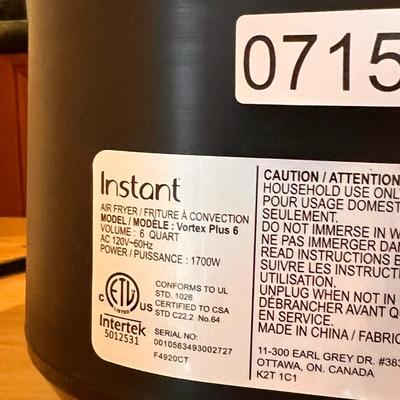 0715
Instant
AIR FRYER / FRITURE À CONVECTION
MODEL / MODÈLE : Vortex Plus 6
VOLUME : 6 QUART
AC 120V~60Hz
POWER / PUISSANCE : 1700W
C ETL US
LISTED
Intertek
5012531
CONFORMS TO UL
STD. 1026
CERTIFIED TO CSA
STD C22.2 No.64
SERIAL NO:
0010563493002727
F4920CT
CAUTION / ATTENTION
HOUSEHOLD USE ONL
POUR USAGE DOMEST
SEULEMENT.
DO NOT IMMERSE IN W
NE PAS IMMERGER DA
READ INSTRUCTIONS B
SUIVRE LES INSTRUCT
UTILISATION.
UNPLUG WHEN NOT IN
DÉBRANCHER AVANT Q
EN SERVICE.
MADE IN CHINA / FABRIC
11-300 EARL GREY DR. #383
OTTAWA, ON. CANADA
K2T 1C1